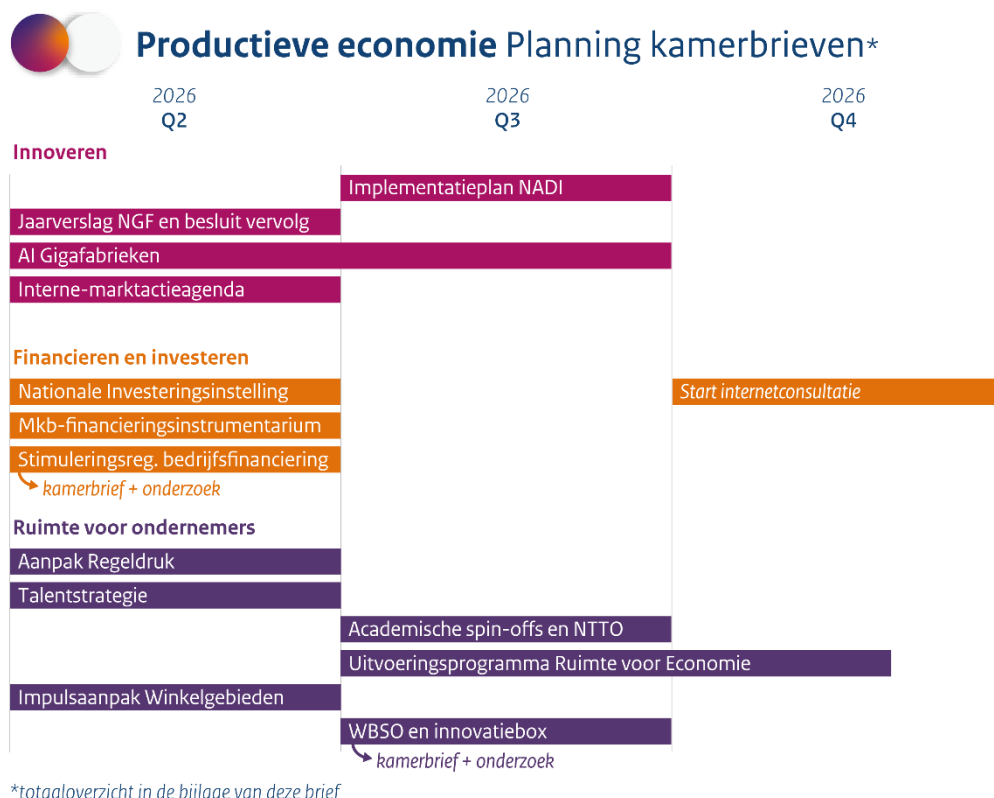 Productieve economie Planning kamerbrieven*
2026 2026 2026
Q2 Q3 Q4
Innoveren
Implementatieplan NADI
Jaarverslag NGF en besluit vervolg
AI Gigafabrieken
Interne-marktactieagenda
Financieren en investeren
Nationale Investeringsinstelling Start internetconsultatie
Mkb-financieringsinstrumentarium
Stimuleringsreg. bedrijfsfinanciering
kamerbrief + onderzoek
Ruimte voor ondernemers
Aanpak Regeldruk
Talentstrategie
Academische spin-offs en NTTO
Uitvoeringsprogramma Ruimte voor Economie
Impulsaanpak Winkelgebieden
WBSO en innovatiebox
kamerbrief + onderzoek
*totaaloverzicht in de bijlage van deze brief